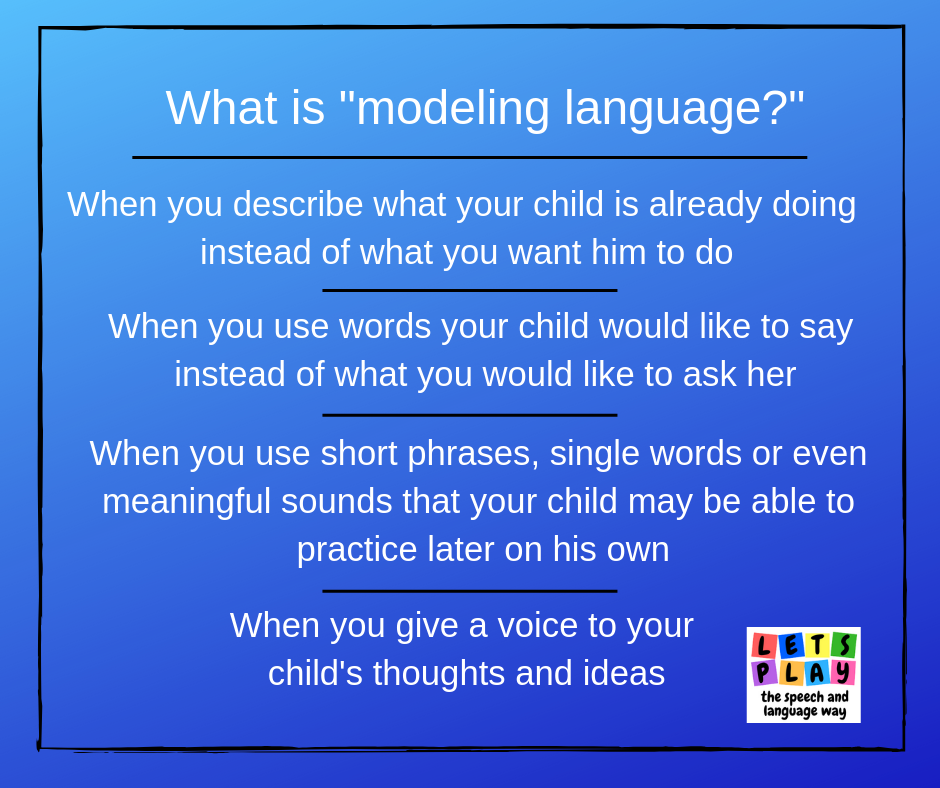 What is "modeling language?"
When you describe what your child is already doing
instead of what you want him to do
When you use words your child would like to say
instead of what you would like to ask her
When you use short phrases, single words or even
meaningful sounds that your child may be able to
practice later on his own
When you give a voice to your
child's thoughts and ideas
LETS
PLAY
the speech and
language way